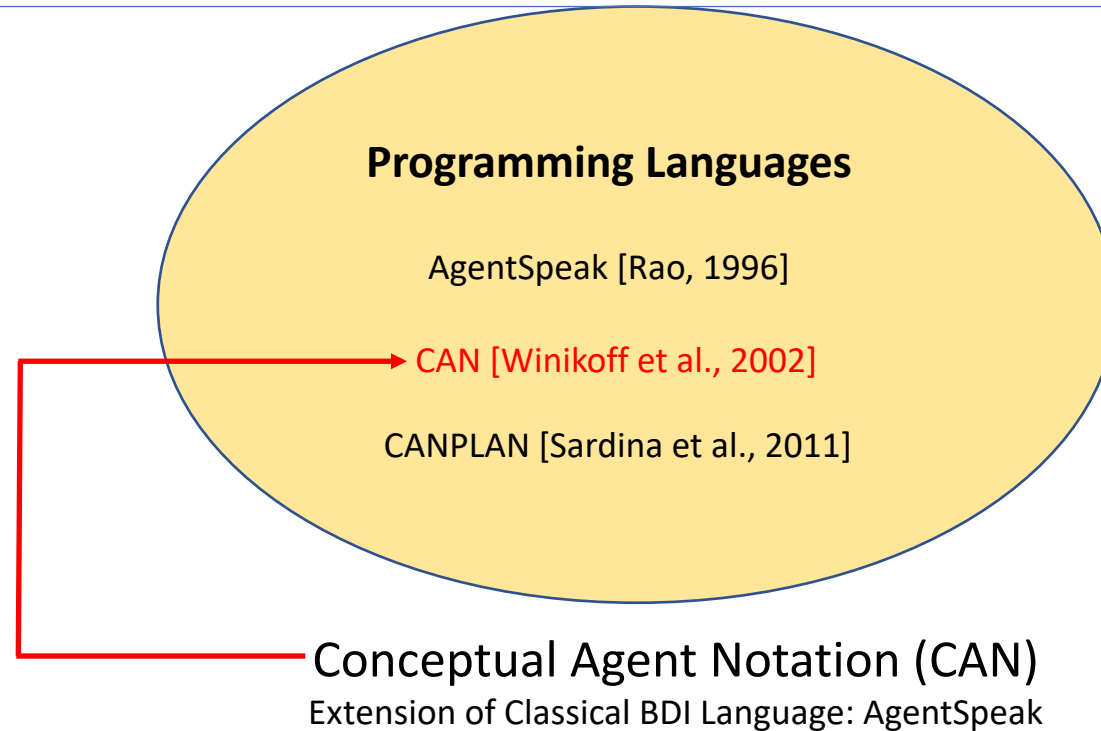 Programming Languages
AgentSpeak [Rao, 1996]
CAN [Winikoff et al., 2002]
CANPLAN [Sardina et al., 2011]
Conceptual Agent Notation (CAN)
Extension of Classical BDI Language: AgentSpeak